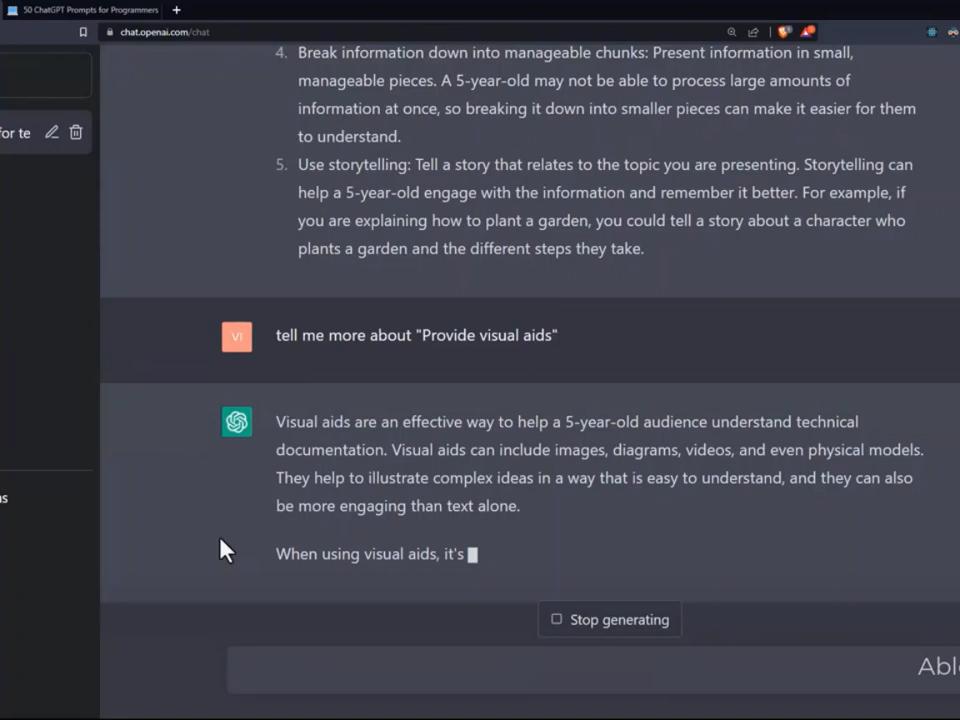 50 ChatGPT Prompts for Programmers
chat.openai.com/chat
4. Break information down into manageable chunks: Present information in small,
manageable pieces. A 5-year-old may not be able to process large amounts of
information at once, so breaking it down into smaller pieces can make it easier for them
to understand.
for te
5. Use storytelling: Tell a story that relates to the topic you are presenting. Storytelling can
help a 5-year-old engage with the information and remember it better. For example, if
you are explaining how to plant a garden, you could tell a story about a character who
plants a garden and the different steps they take.
VI
tell me more about "Provide visual aids"
Visual aids are an effective way to help a 5-year-old audience understand technical
documentation. Visual aids can include images, diagrams, videos, and even physical models.
They help to illustrate complex ideas in a way that is easy to understand, and they can also
be more engaging than text alone.
When using visual aids, it's
Stop generating
Abl